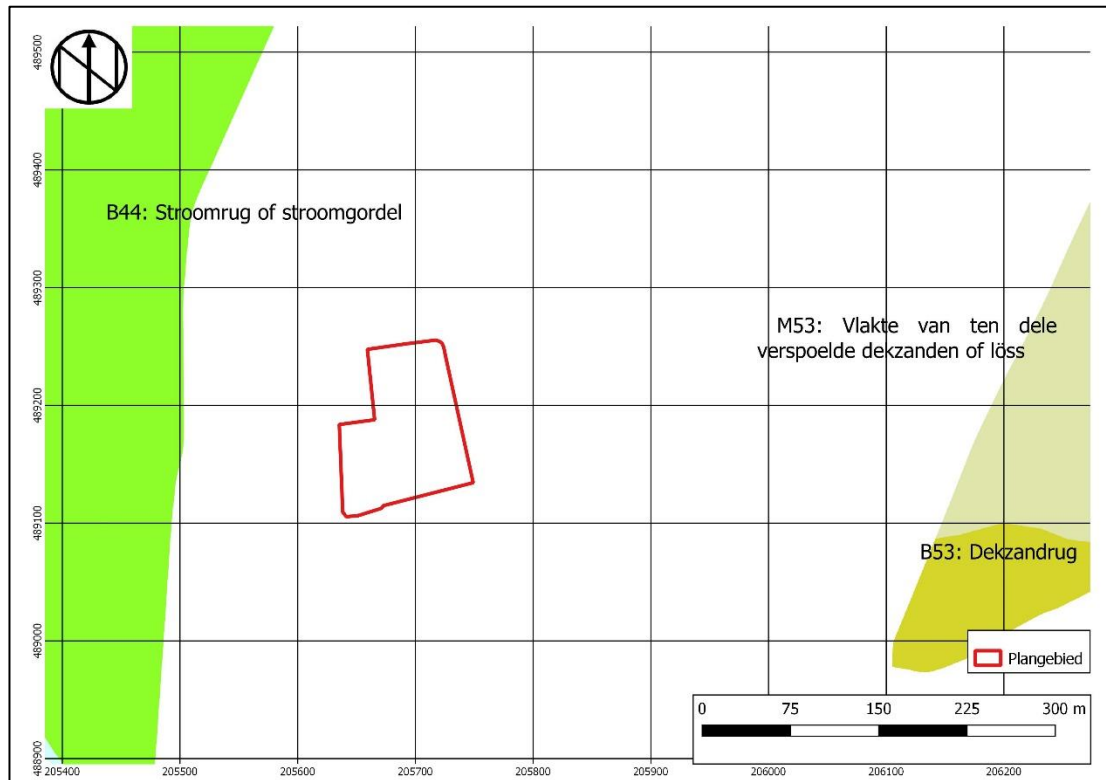 489500
489400
B44: Stroomrug of stroomgordel
489300
M53: Vlakte van ten dele
verspoelde dekzanden of löss
489200
489100
B53: Dekzandrug
489000
Plangebied
0 75 150 225 300 m
488900
205400 205500 205600 205700 205800 205900 206000 206100 206200